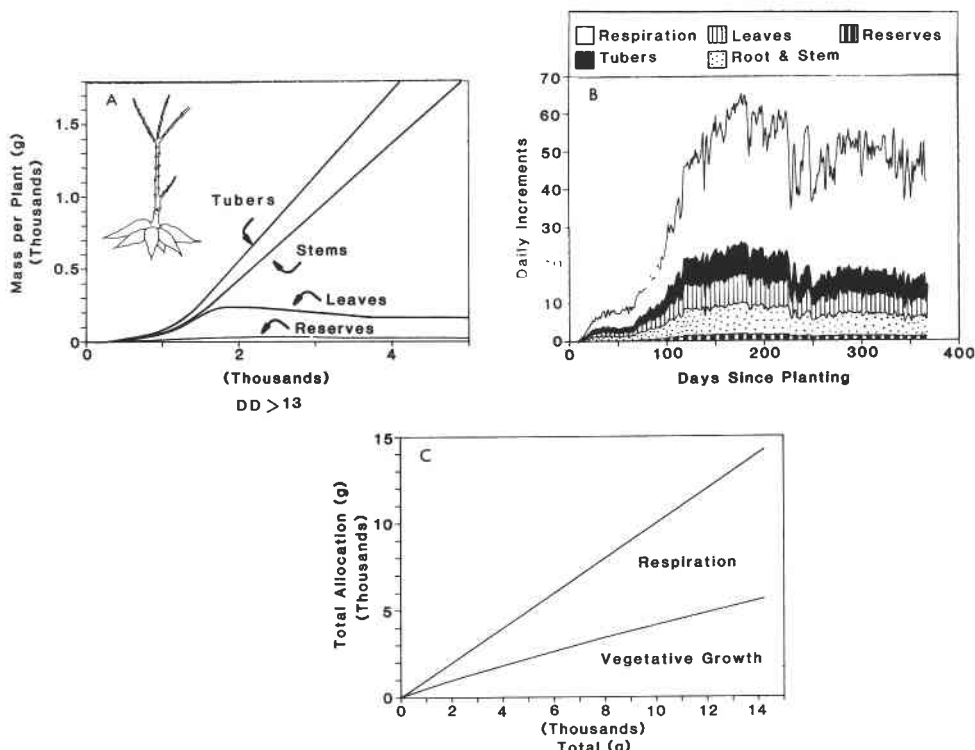 A
Mass per Plant (g)
(Thousands)
1.5
1.0
0.5
0
Tubers
Stems
Leaves
Reserves
0 2 4
(Thousands)
DD > 13
Respiration Leaves Reserves
Tubers Root & Stem
B
Daily Increments
70
60
50
40
30
10
0
0 100 200 300 400
Days Since Planting
C
Total Allocation (g)
(Thousands)
15
10
5
0
Respiration
Vegetative Growth
0 2 4 6 8 10 12 14
(Thousands)
Total (g)